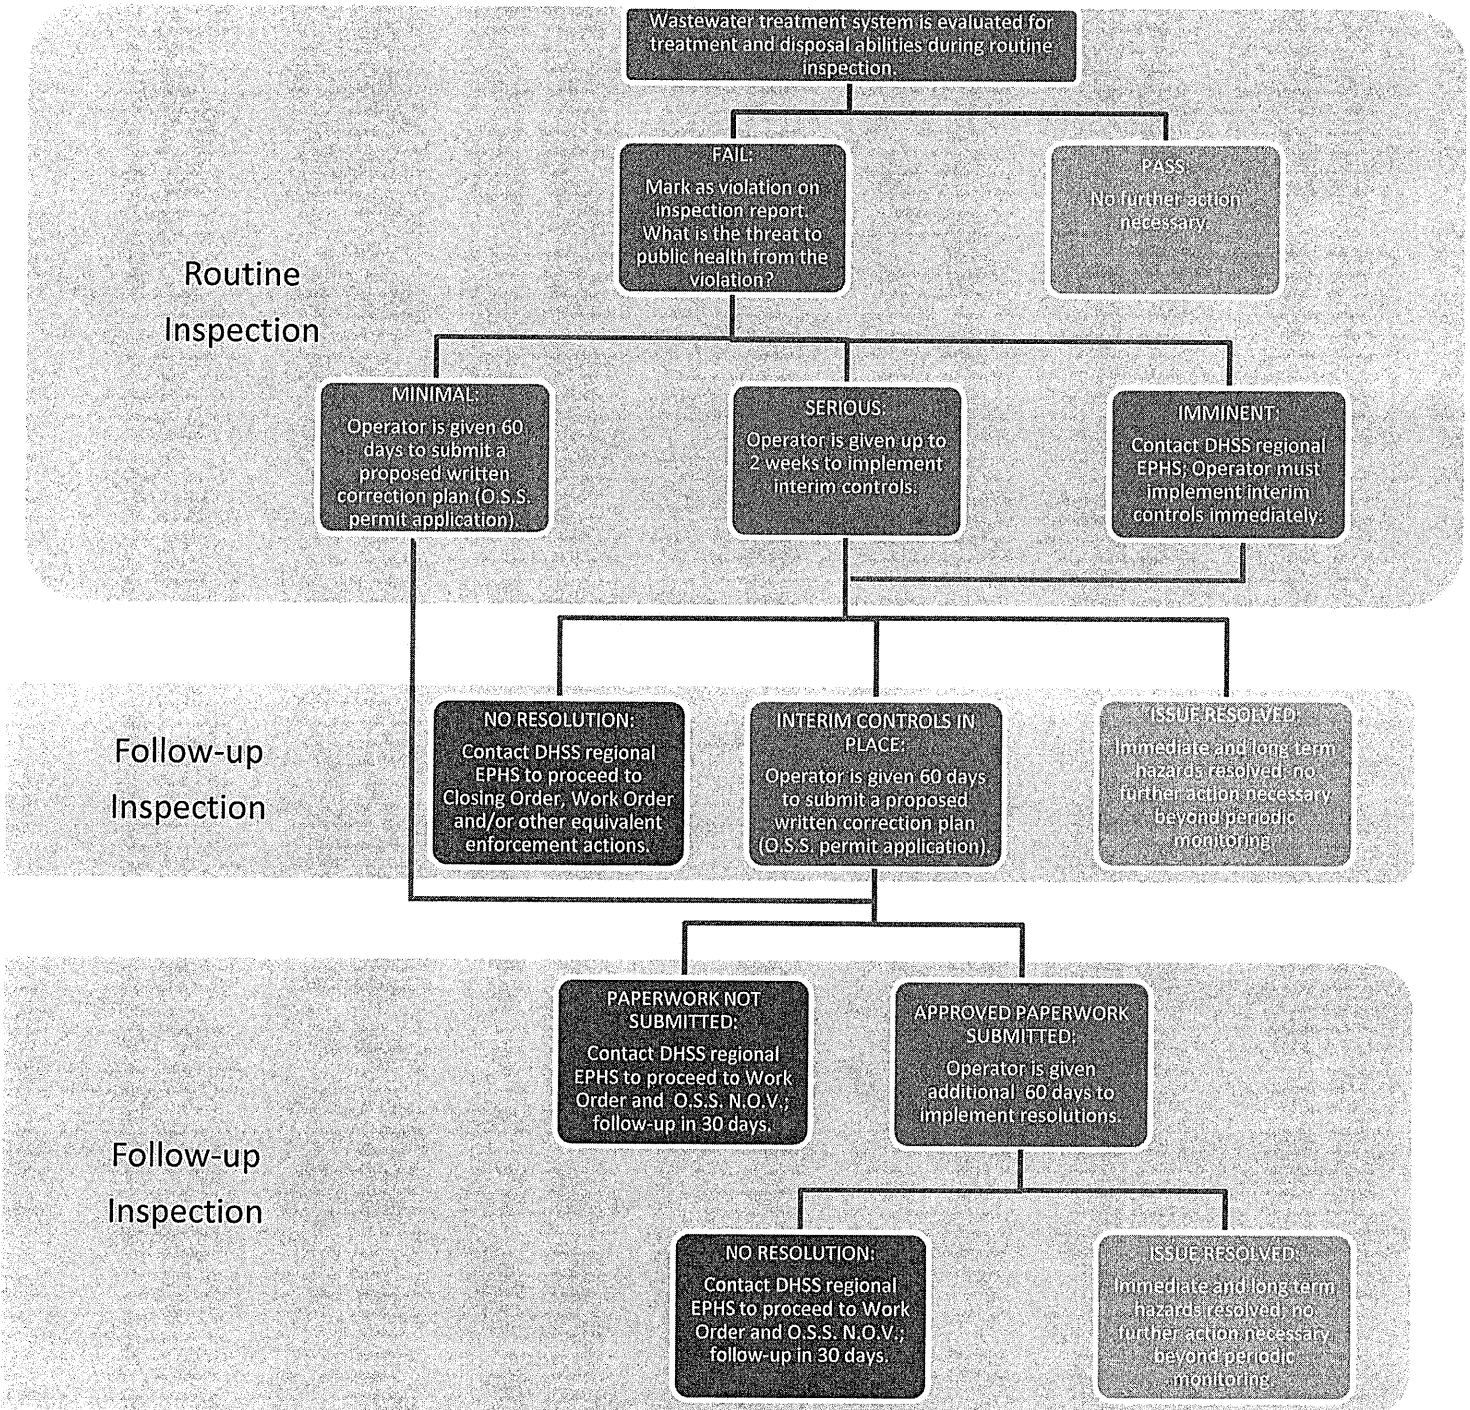 Wastewater treatment system is evaluated for
treatment and disposal abilities during routine
inspection.
FAIL:
Mark as violation on
inspection report.
What is the threat to
public health from the
violation?
PASS:
No further action
necessary.
Routine
Inspection
MINIMAL:
Operator is given 60
days to submit a
proposed written
correction plan (O.S.S.
permit application).
SERIOUS:
Operator is given up to
2 weeks to implement
interim controls.
IMMINENT:
Contact DHSS regional
EPHS; Operator must
implement interim
controls immediately.
Follow-up
Inspection
NO RESOLUTION:
Contact DHSS regional
EPHS to proceed to
Closing Order, Work Order
and/or other equivalent
enforcement actions.
INTERIM CONTROLS IN
PLACE:
Operator is given 60 days
to submit a proposed
written correction plan
(O.S.S. permit application).
ISSUE RESOLVED:
Immediate and long term
hazards resolved; no
further action necessary
beyond periodic
monitoring.
Follow-up
Inspection
PAPERWORK NOT
SUBMITTED:
Contact DHSS regional
EPHS to proceed to Work
Order and O.S.S. N.O.V.;
follow-up in 30 days.
APPROVED PAPERWORK
SUBMITTED:
Operator is given
additional 60 days to
implement resolutions.
NO RESOLUTION:
Contact DHSS regional
EPHS to proceed to Work
Order and O.S.S. N.O.V.;
follow-up in 30 days.
ISSUE RESOLVED:
Immediate and long term
hazards resolved; no
further action necessary
beyond periodic
monitoring.